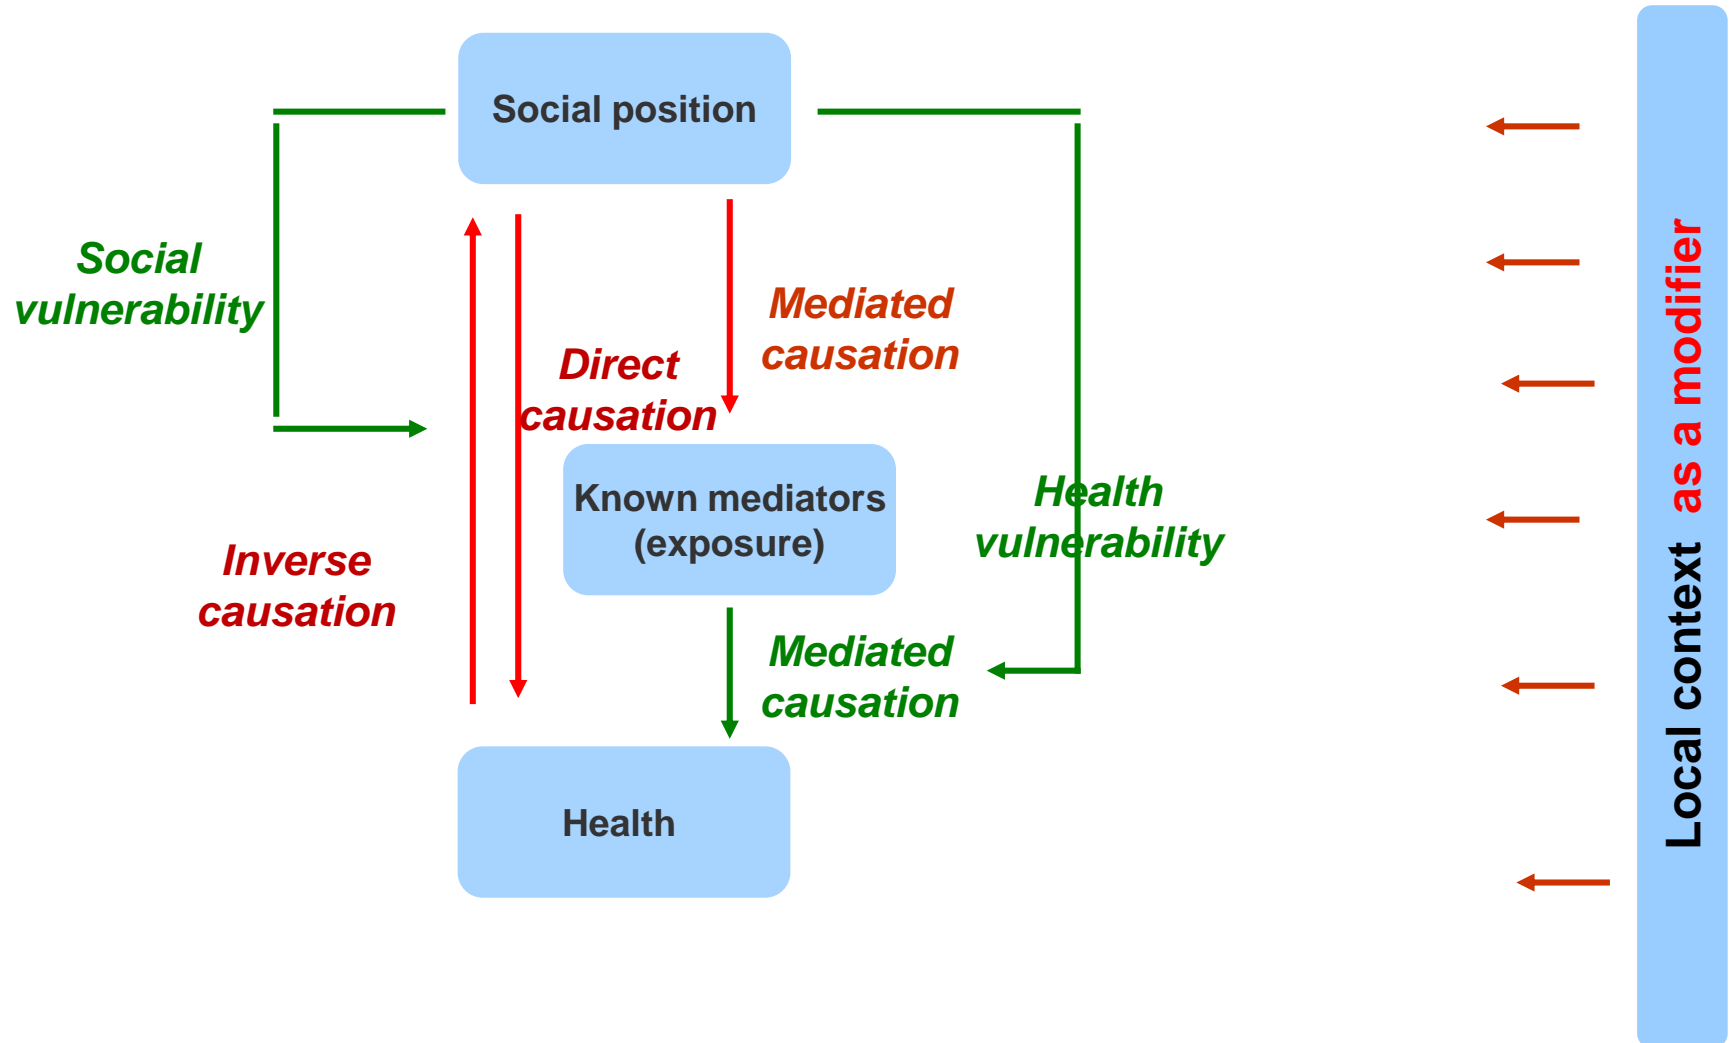 Social position
Social
vulnerability
Mediated
causation
Direct
causation
Known mediators
(exposure)
Health
vulnerability
Inverse
causation
Mediated
causation
Health
Local context as a modifier